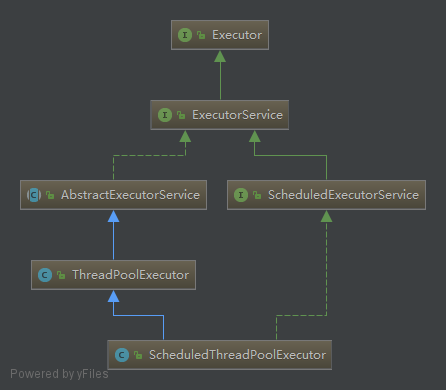 Executor
ExecutorService
AbstractExecutorService
ScheduledExecutorService
ThreadPoolExecutor
ScheduledThreadPoolExecutor
Powered by yFiles